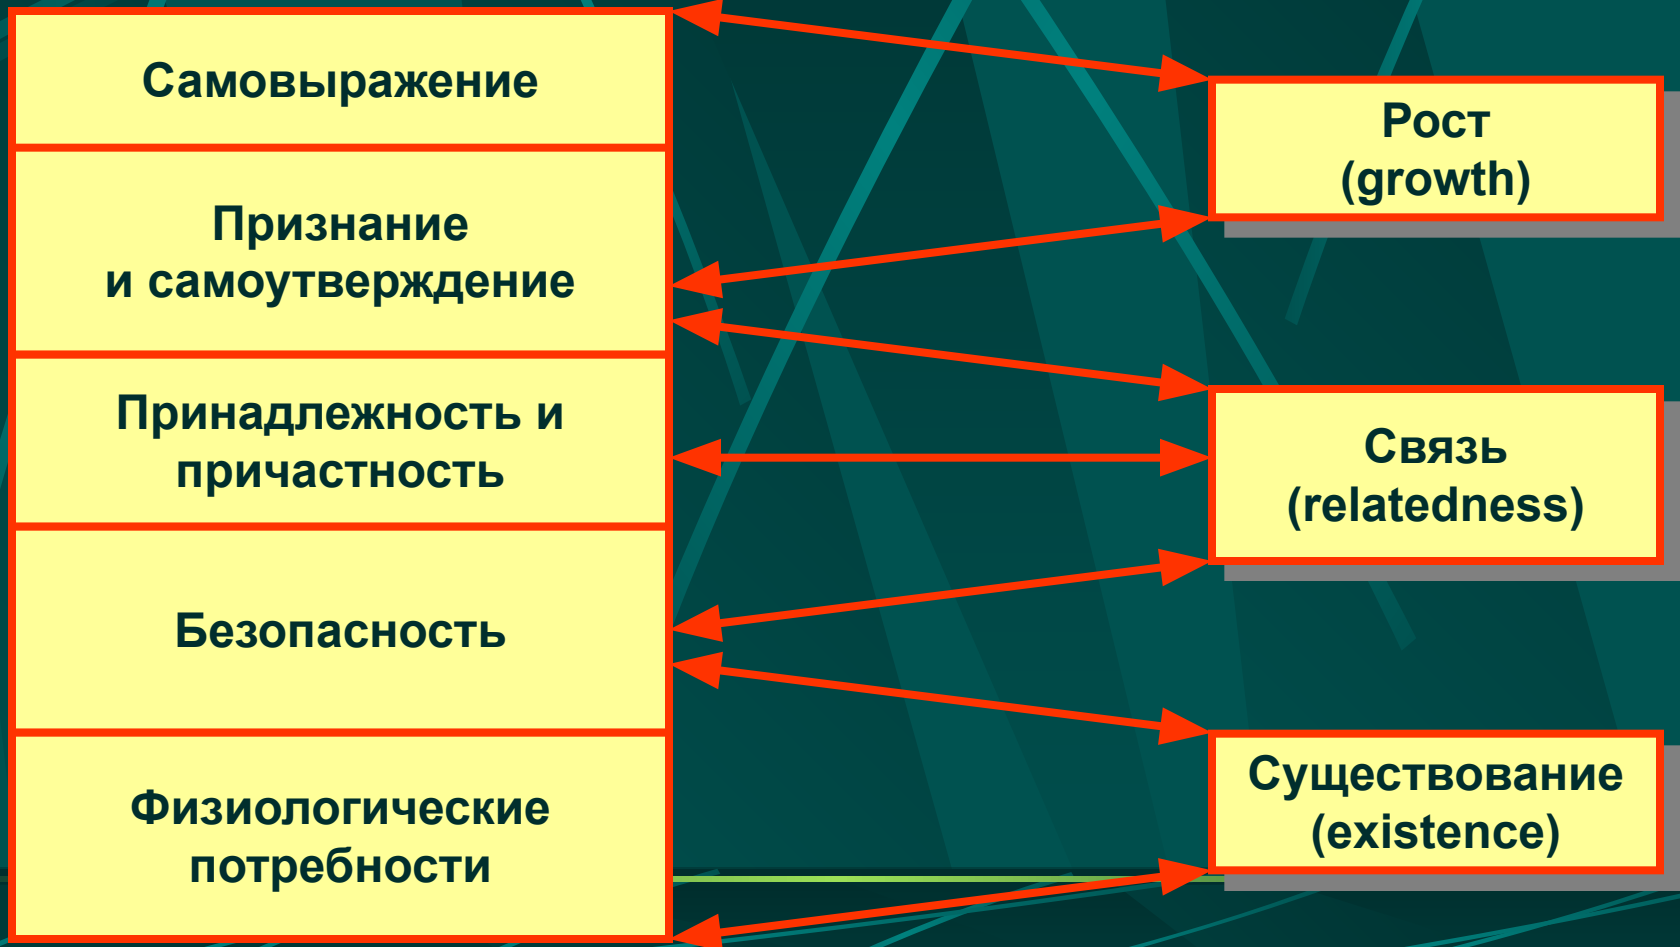 Самовыражение
Признание
и самоутверждение
Принадлежность и
причастность
Безопасность
Физиологические
потребности
Рост
(growth)
Связь
(relatedness)
Существование
(existence)